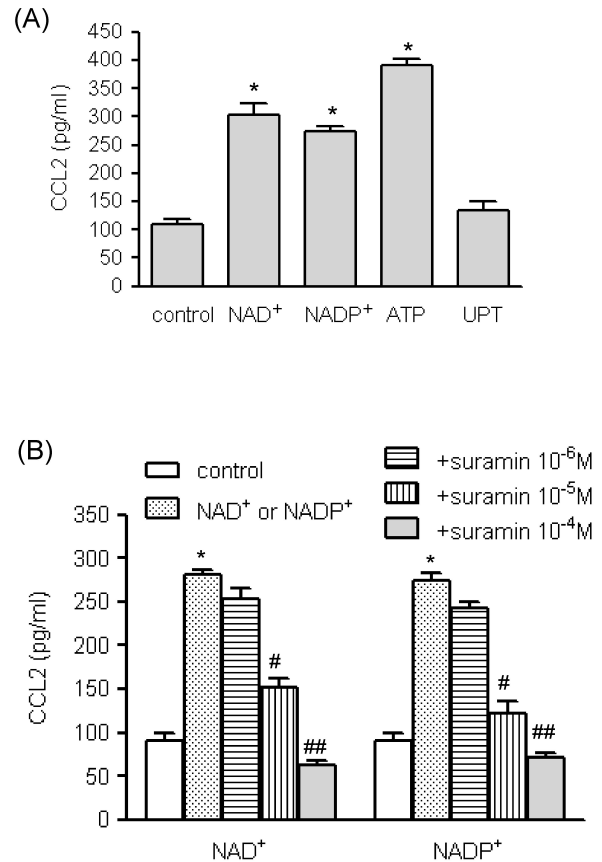 (A)
CCL2 (pg/ml)
450
400
350
300
250
200
150
100
50
0
*
*
*
control NAD⁺ NADP⁺ ATP UPT
(B)
control
NAD⁺ or NADP⁺
+suramin 10⁻⁶M
+suramin 10⁻⁵M
+suramin 10⁻⁴M
CCL2 (pg/ml)
350
300
250
200
150
100
50
0
*
#
##
*
#
##
NAD⁺ NADP⁺